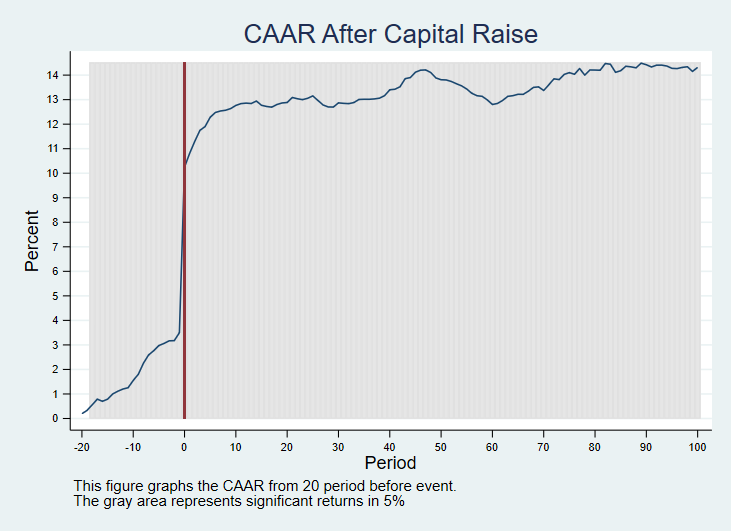 CAAR After Capital Raise
Percent
14
13
12
11
10
9
8
7
6
5
4
3
2
1
0
-20 -10 0 10 20 30 40 50 60 70 80 90 100
Period
This figure graphs the CAAR from 20 period before event.
The gray area represents significant returns in 5%